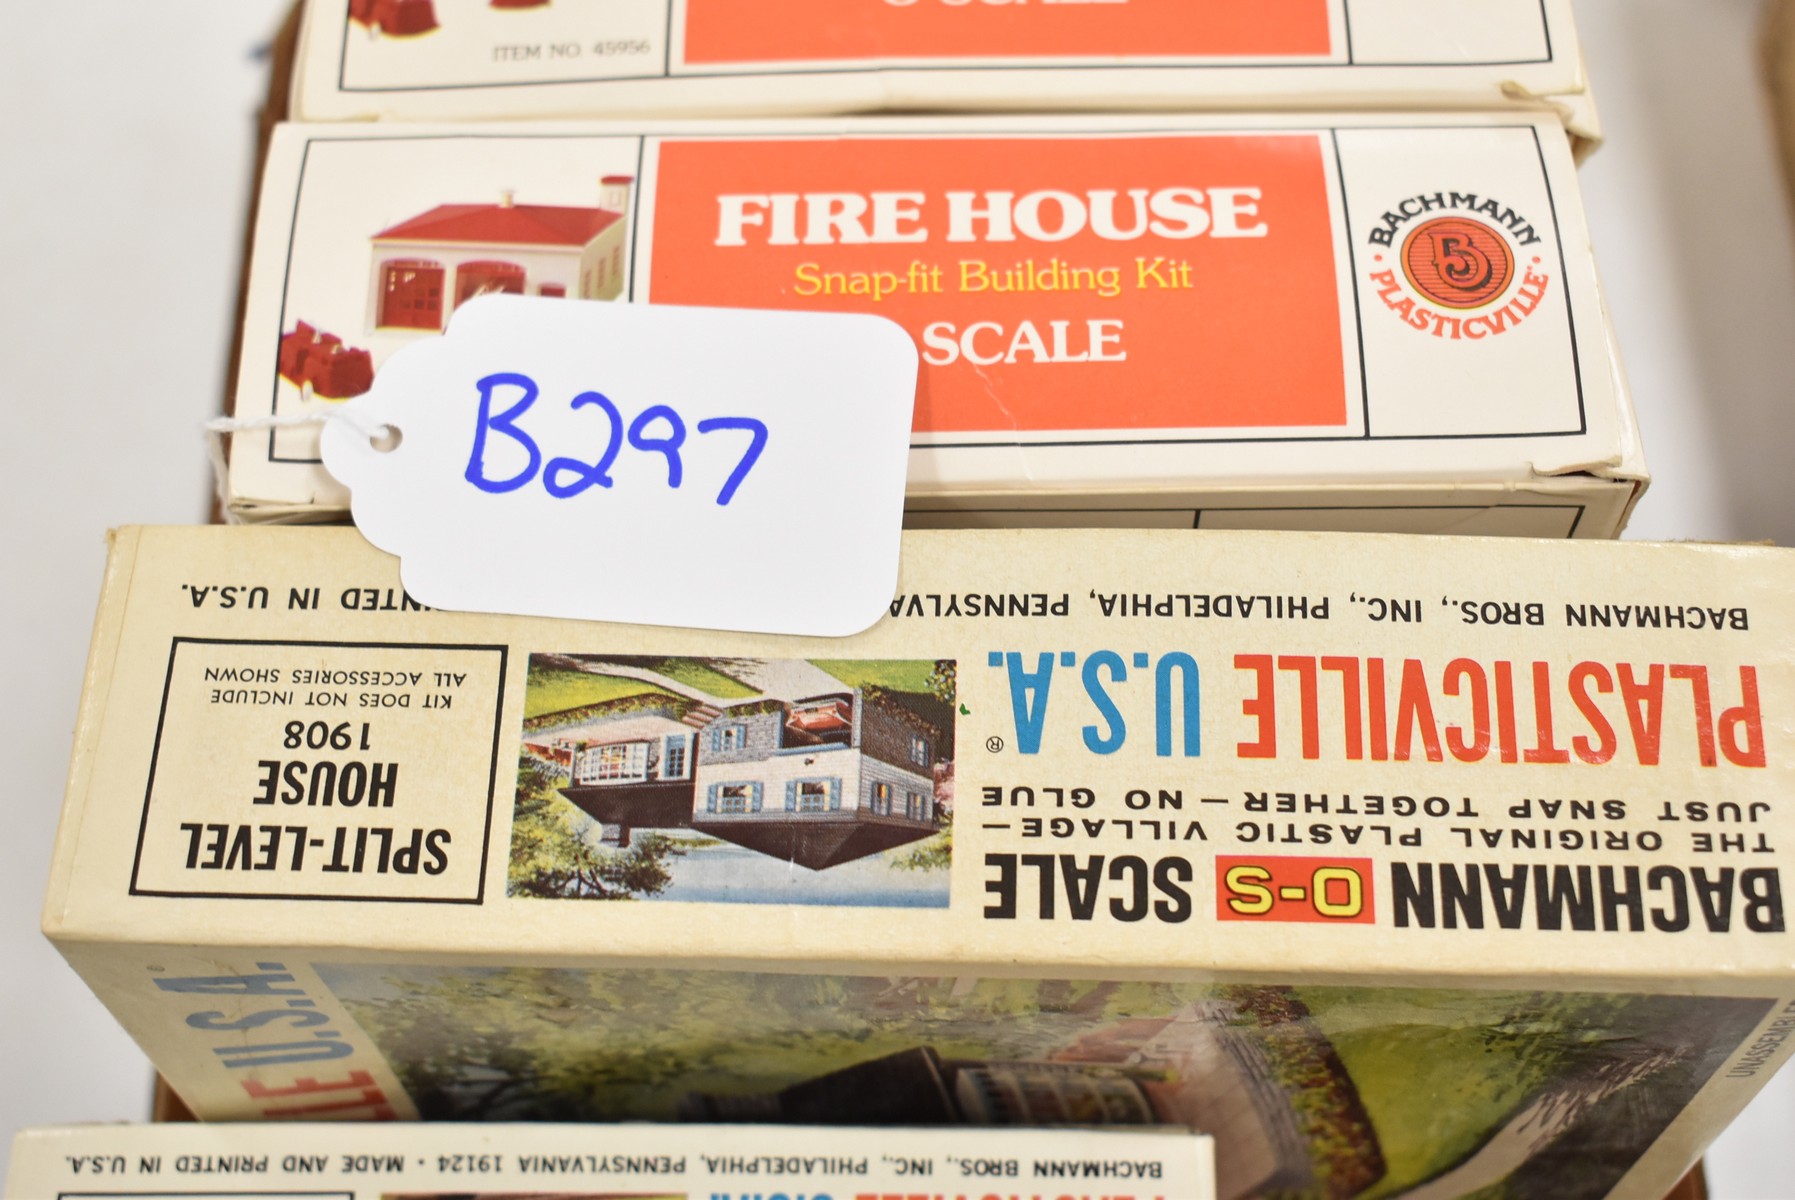 ITEM NO. 45956
FIRE HOUSE
Snap-fit Building Kit
SCALE
BACHMANN
B
• PLASTICVILLE •
B297
BACHMANN BROS., INC., PHILADELPHIA, PENNSYLVA
NTED IN U.S.A.
PLASTICVILLE U.S.A.®
JUST SNAP TOGETHER — NO GLUE
THE ORIGINAL PLASTIC VILLAGE —
BACHMANN O-S SCALE
SPLIT-LEVEL
HOUSE
1908
KIT DOES NOT INCLUDE
ALL ACCESSORIES SHOWN
LLE U.S.A.®
BACHMANN BROS., INC., PHILADELPHIA, PENNSYLVANIA 19124 • MADE AND PRINTED IN U.S.A.